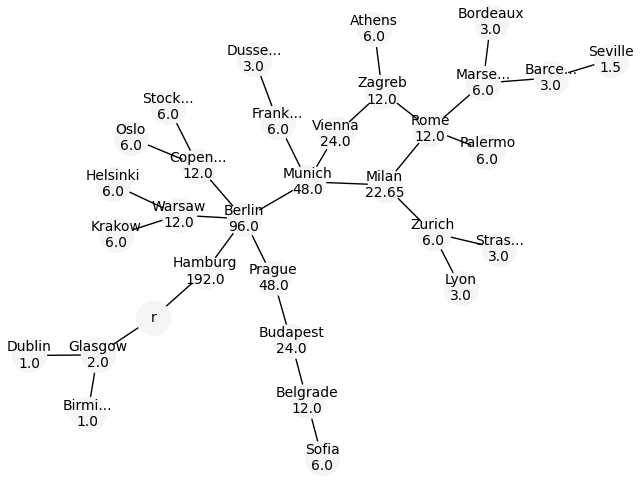 Bordeaux
3.0
Athens
6.0
Seville
1.5
Dusse...
3.0
Barce...
3.0
Marse...
6.0
Zagreb
12.0
Stock...
6.0
Frank...
6.0
Rome
12.0
Vienna
24.0
Oslo
6.0
Palermo
6.0
Copen...
12.0
Helsinki
6.0
Munich
48.0
Milan
22.65
Warsaw
12.0
Berlin
96.0
Krakow
6.0
Zurich
6.0
Stras...
3.0
Hamburg
192.0
Prague
48.0
Lyon
3.0
r
Budapest
24.0
Dublin
1.0
Glasgow
2.0
Belgrade
12.0
Birmi...
1.0
Sofia
6.0